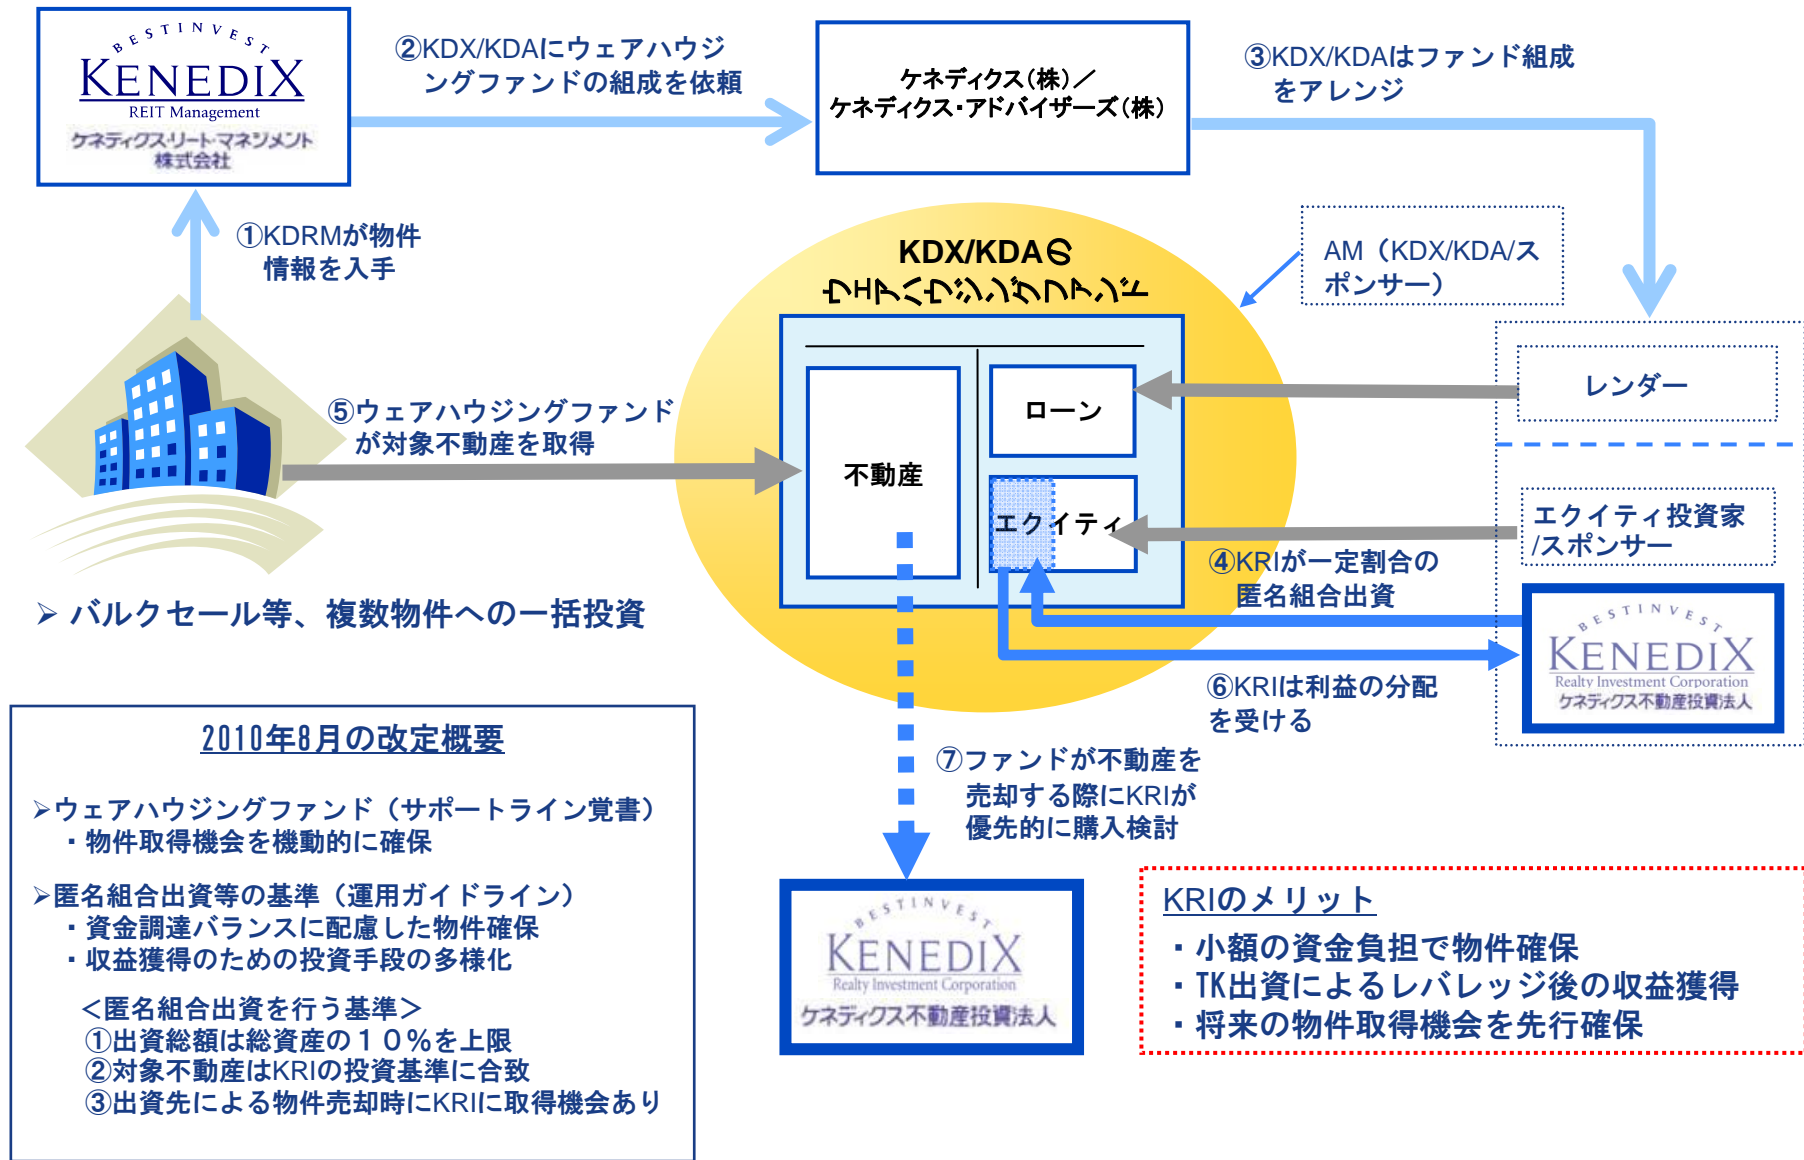 BESTINVEST
KENEDIX
REIT Management
ケネディクス・リート・マネジメント
株式会社
②KDX/KDAにウェアハウジ
ングファンドの組成を依頼
ケネディクス(株)/
ケネディクス・アドバイザーズ(株)
③KDX/KDAはファンド組成
をアレンジ
①KDRMが物件
情報を入手
KDX/KDAの
ウェアハウジングファンド
AM（KDX/KDA/ス
ポンサー）
レンダー
ローン
⑤ウェアハウジングファンド
が対象不動産を取得
不動産
エクイティ
エクイティ投資家
/スポンサー
④KRIが一定割合の
匿名組合出資
➢ バルクセール等、複数物件への一括投資
BESTINVEST
KENEDIX
Realty Investment Corporation
ケネディクス不動産投資法人
⑥KRIは利益の分配
を受ける
⑦ファンドが不動産を
売却する際にKRIが
優先的に購入検討
2010年8月の改定概要
➢ウェアハウジングファンド（サポートライン覚書）
・物件取得機会を機動的に確保
➢匿名組合出資等の基準（運用ガイドライン）
・資金調達バランスに配慮した物件確保
・収益獲得のための投資手段の多様化
＜匿名組合出資を行う基準＞
①出資総額は総資産の１０％を上限
②対象不動産はKRIの投資基準に合致
③出資先による物件売却時にKRIに取得機会あり
BESTINVEST
KENEDIX
Realty Investment Corporation
ケネディクス不動産投資法人
KRIのメリット
・小額の資金負担で物件確保
・TK出資によるレバレッジ後の収益獲得
・将来の物件取得機会を先行確保